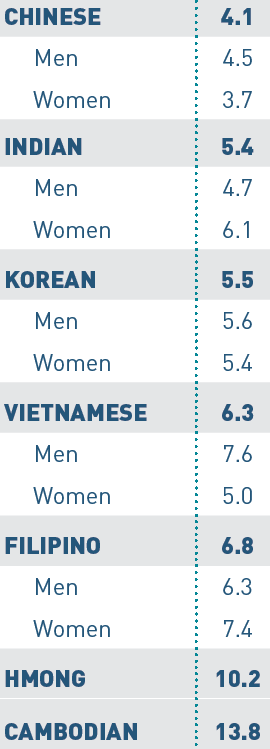 CHINESE 4.1
Men 4.5
Women 3.7
INDIAN 5.4
Men 4.7
Women 6.1
KOREAN 5.5
Men 5.6
Women 5.4
VIETNAMESE 6.3
Men 7.6
Women 5.0
FILIPINO 6.8
Men 6.3
Women 7.4
HMONG 10.2
CAMBODIAN 13.8